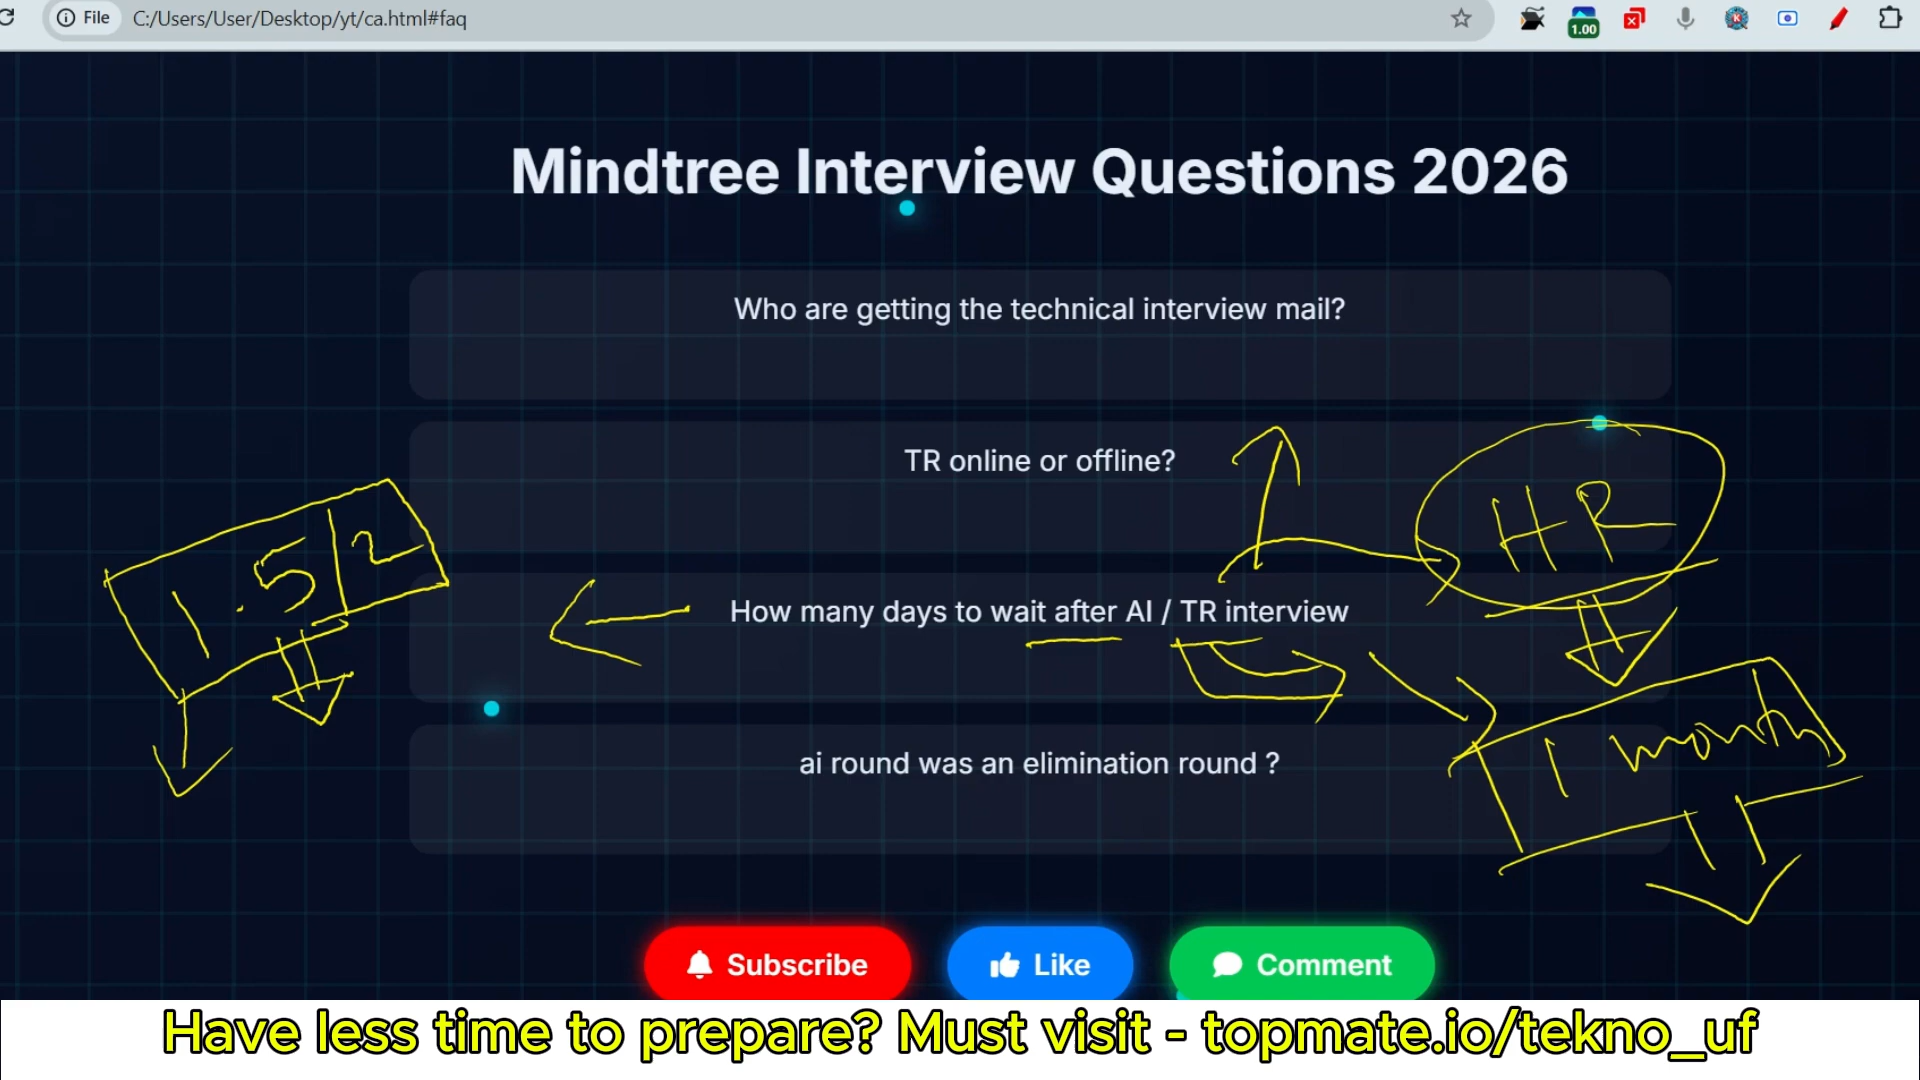 File C:/Users/User/Desktop/yt/ca.html#faq
1.00
Mindtree Interview Questions 2026
Who are getting the technical interview mail?
TR online or offline?
HR
1.5/2
How many days to wait after AI / TR interview
1 month
ai round was an elimination round ?
Subscribe Like Comment
Have less time to prepare? Must visit - topmate.io/tekno_uf